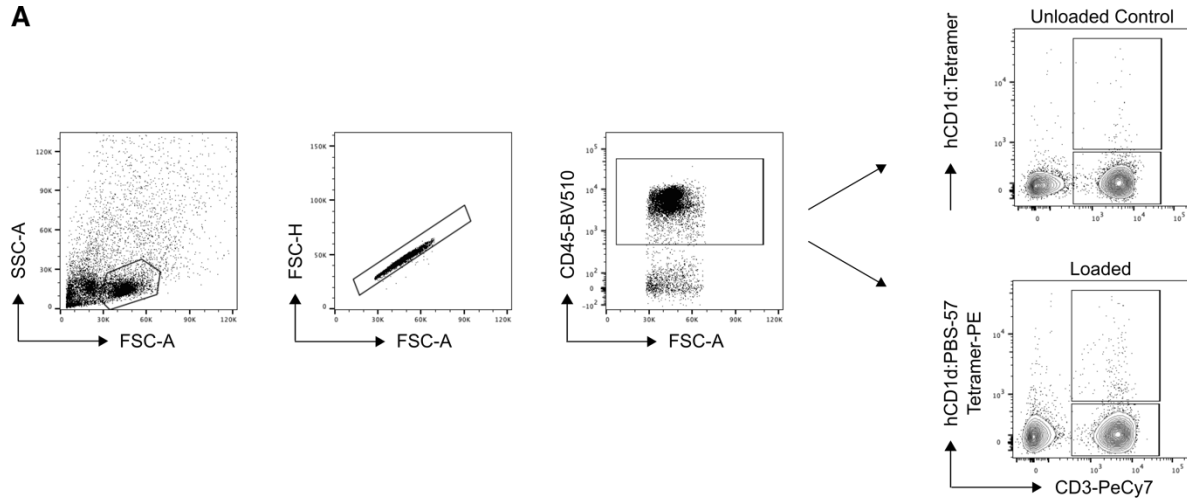 A
SSC-A
120K
90K
60K
30K
0
0 30K 60K 90K 120K
FSC-A
FSC-H
150K
100K
50K
0
0 30K 60K 90K 120K
FSC-A
CD45-BV510
10^5
10^4
10^3
10^2
0
-10^2
0 30K 60K 90K 120K
FSC-A
Unloaded Control
hCD1d:Tetramer
10^4
10^3
0
0 10^3 10^4 10^5
Loaded
hCD1d:PBS-57
Tetramer-PE
10^4
10^3
0
0 10^3 10^4 10^5
CD3-PeCy7